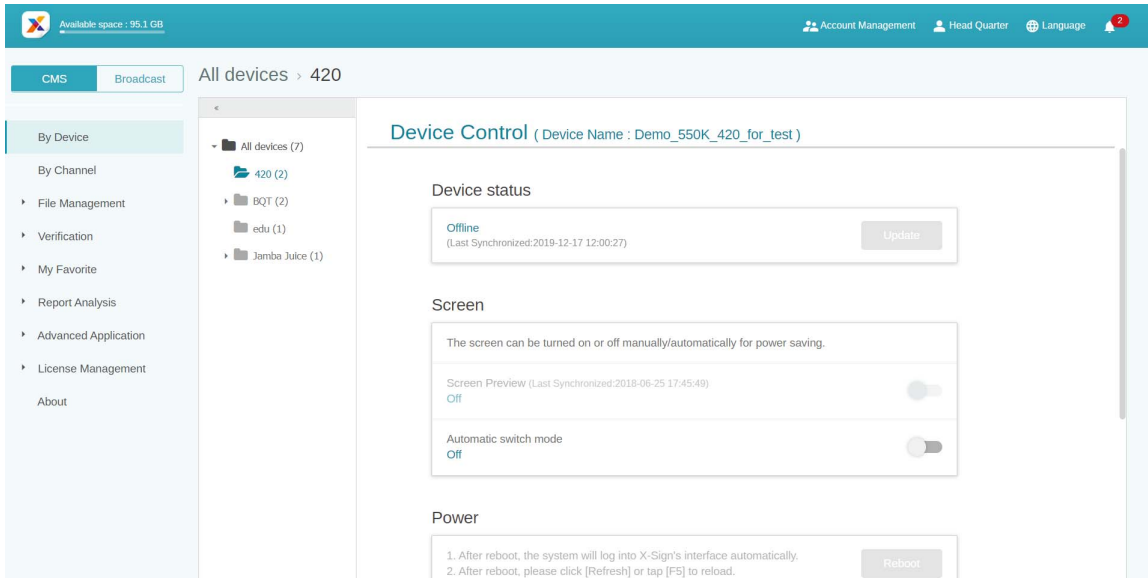 Available space : 95.1 GB
Account Management
Head Quarter
Language
2
CMS
Broadcast
All devices › 420
By Device
By Channel
File Management
Verification
My Favorite
Report Analysis
Advanced Application
License Management
About
«
All devices (7)
420 (2)
BQT (2)
edu (1)
Jamba Juice (1)
Device Control ( Device Name : Demo_550K_420_for_test )
Device status
Offline
(Last Synchronized:2019-12-17 12:00:27)
Update
Screen
The screen can be turned on or off manually/automatically for power saving.
Screen Preview (Last Synchronized:2018-06-25 17:45:49)
Off
Automatic switch mode
Off
Power
1. After reboot, the system will log into X-Sign's interface automatically.
2. After reboot, please click [Refresh] or tap [F5] to reload.
Reboot